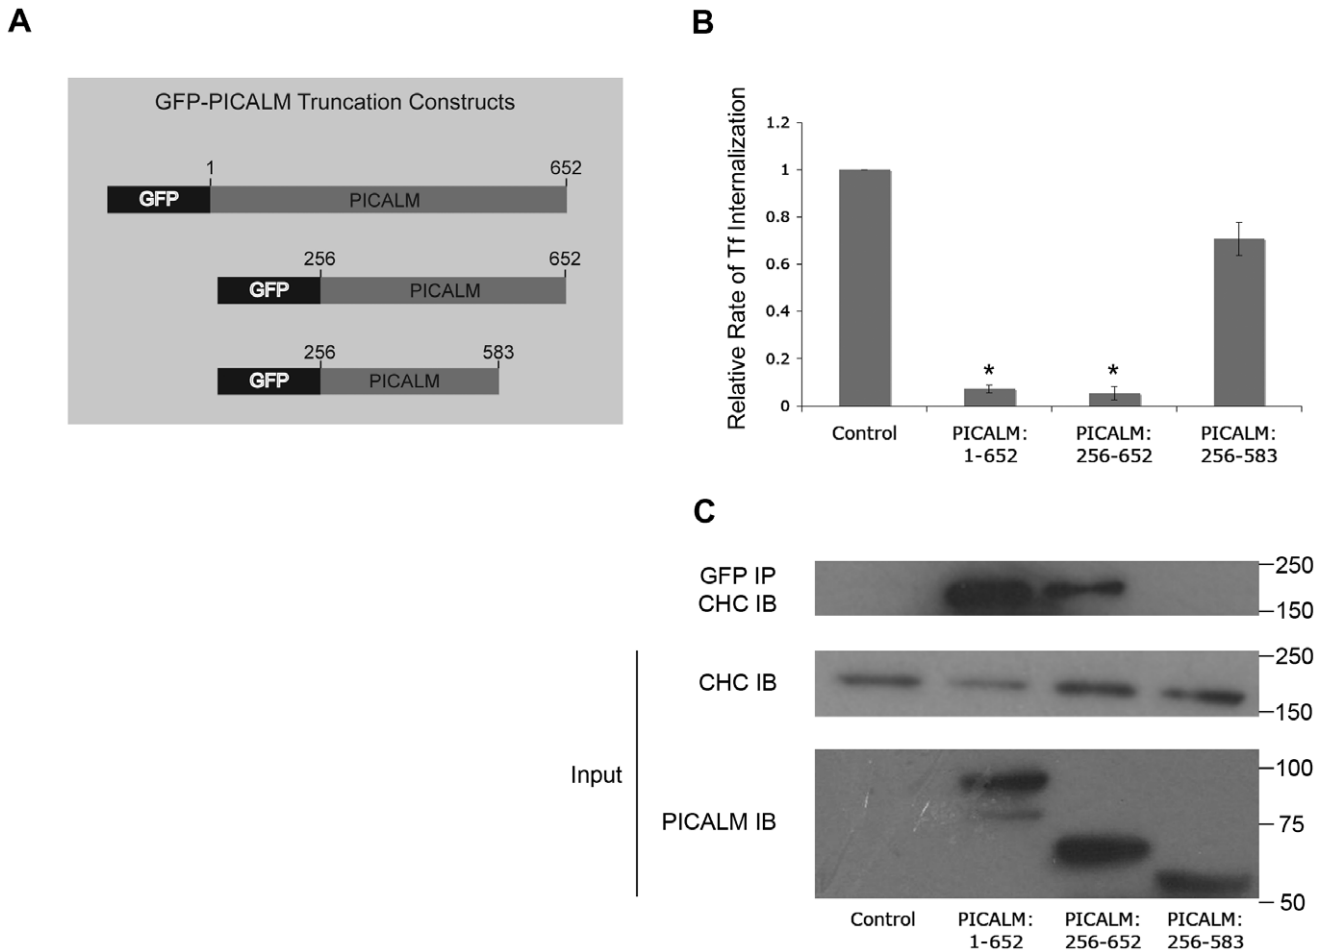 A
GFP-PICALM Truncation Constructs
1
652
GFP
PICALM
256
652
GFP
PICALM
256
583
GFP
PICALM
B
Relative Rate of Tf Internalization
1.2
1
0.8
0.6
0.4
0.2
0
*
*
Control
PICALM:
1-652
PICALM:
256-652
PICALM:
256-583
C
GFP IP
CHC IB
250
150
CHC IB
250
150
Input
PICALM IB
100
75
50
Control
PICALM:
1-652
PICALM:
256-652
PICALM:
256-583